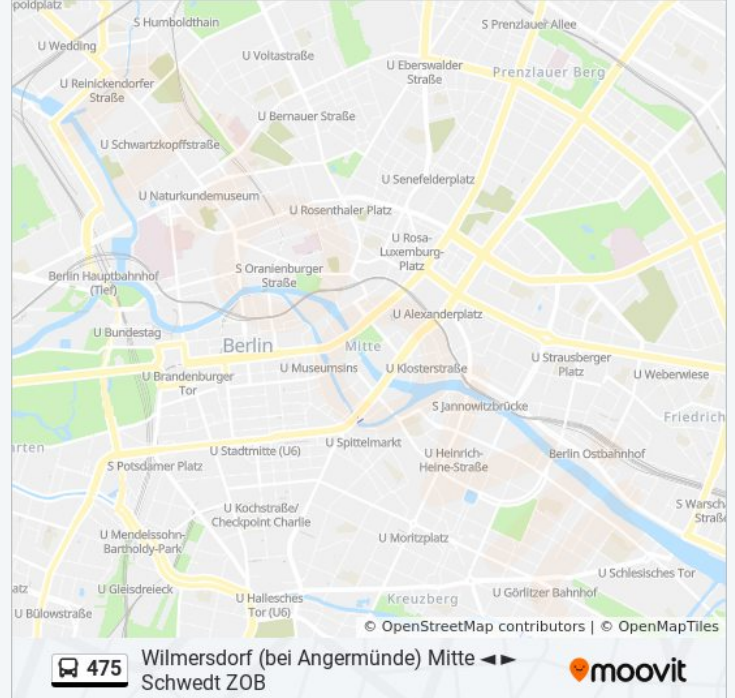 poldplatz
S Humboldthain
S Prenzlauer Allee
U Wedding
U Voltastraße
U Eberswalder
Straße
Prenzlauer Berg
U Reinickendorfer
Straße
U Bernauer Straße
U Schwartzkopffstraße
U Senefelderplatz
U Naturkundemuseum
U Rosenthaler Platz
U Rosa-
Luxemburg-
Platz
S Oranienburger
Straße
Berlin Hauptbahnhof
(Tief)
U Alexanderplatz
U Bundestag
Berlin
Mitte
U Strausberger
Platz
U Museumsins
U Klosterstraße
U Weberwiese
U Brandenburger
Tor
S Jannowitzbrücke
Friedrich
rten
U Stadtmitte (U6)
U Spittelmarkt
U Heinrich-
Heine-Straße
Berlin Ostbahnhof
S Potsdamer Platz
S Warsch
Straße
U Kochstraße/
Checkpoint Charlie
U Mendelssohn-
Bartholdy-Park
U Moritzplatz
U Schlesisches Tor
atz
U Gleisdreieck
U Hallesches
Tor (U6)
Kreuzberg
U Görlitzer Bahnhof
U Bülowstraße
© OpenStreetMap contributors | © OpenMapTiles
475
Wilmersdorf (bei Angermünde) Mitte ◄►
Schwedt ZOB
moovit